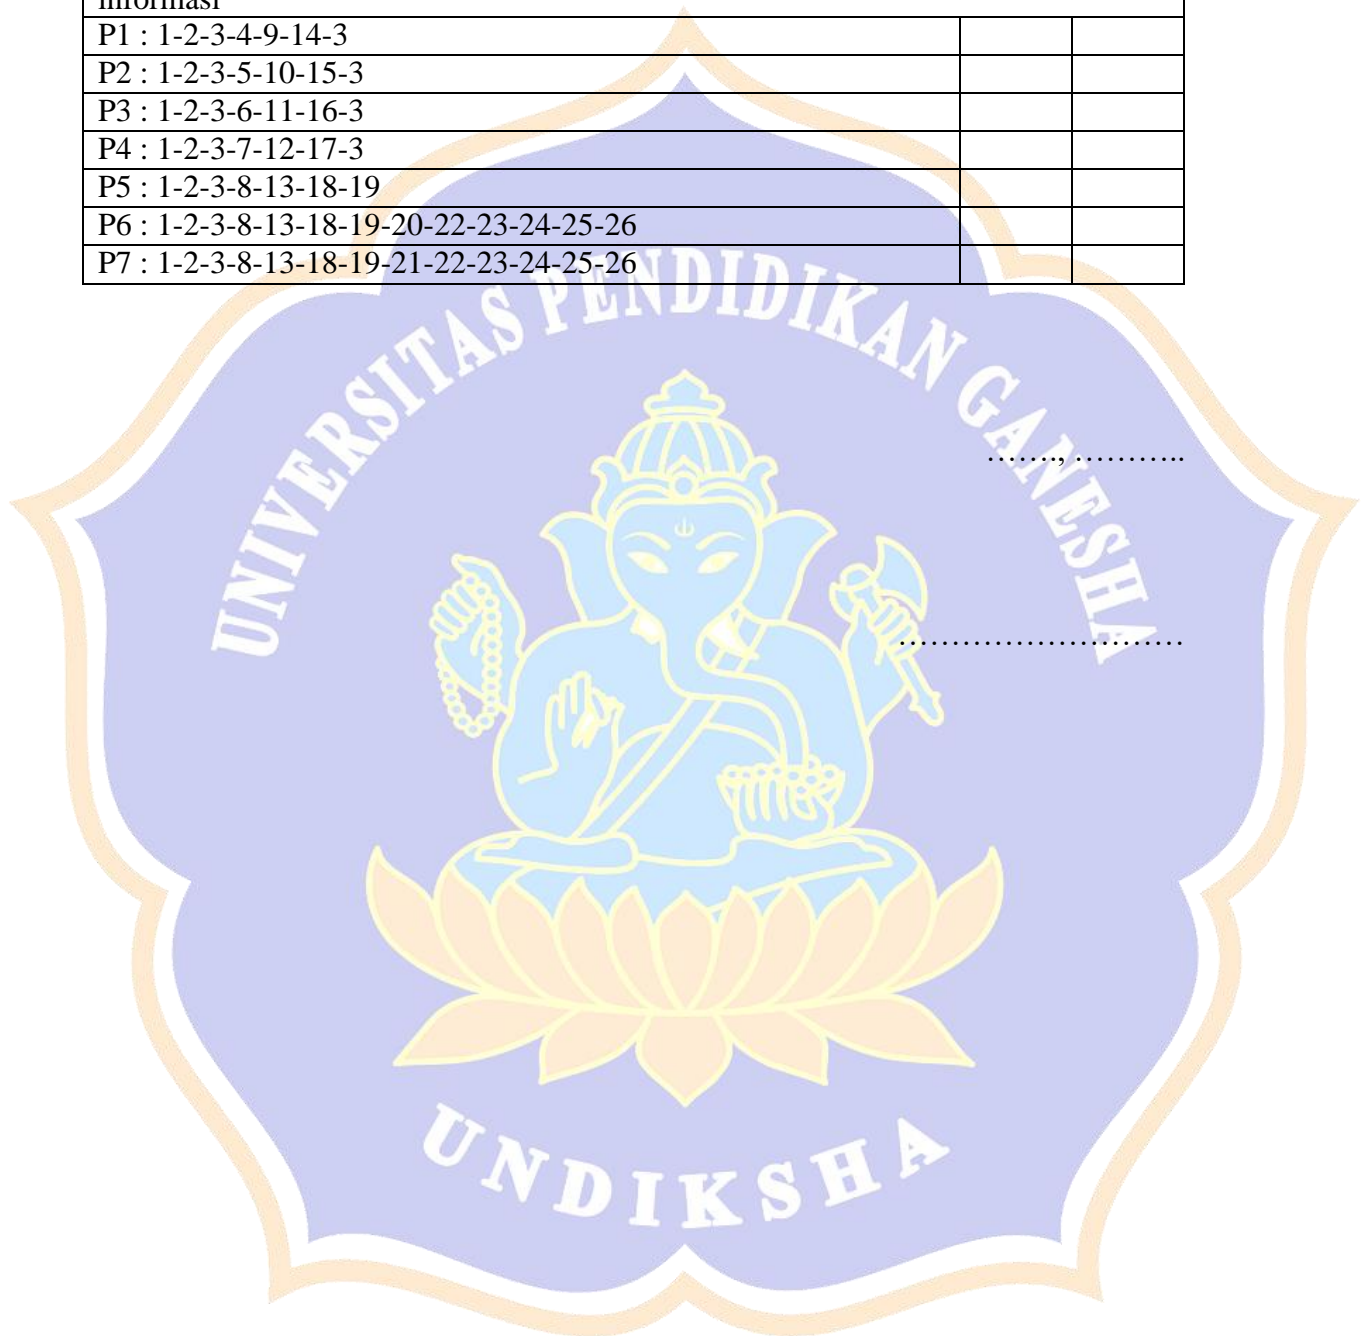 informasi
P1 : 1-2-3-4-9-14-3
P2 : 1-2-3-5-10-15-3
P3 : 1-2-3-6-11-16-3
P4 : 1-2-3-7-12-17-3
P5 : 1-2-3-8-13-18-19
P6 : 1-2-3-8-13-18-19-20-22-23-24-25-26
P7 : 1-2-3-8-13-18-19-21-22-23-24-25-26
UNIVERSITAS PENDIDIKAN GANESHA
……., ………..
………………………
UNDIKSHA